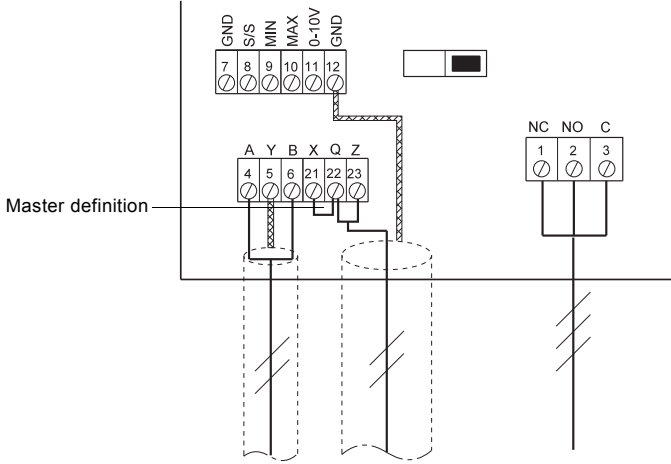 GND S/S MIN MAX 0-10V GND
7 8 9 10 11 12
NC NO C
1 2 3
A Y B X Q Z
4 5 6 21 22 23
Master definition